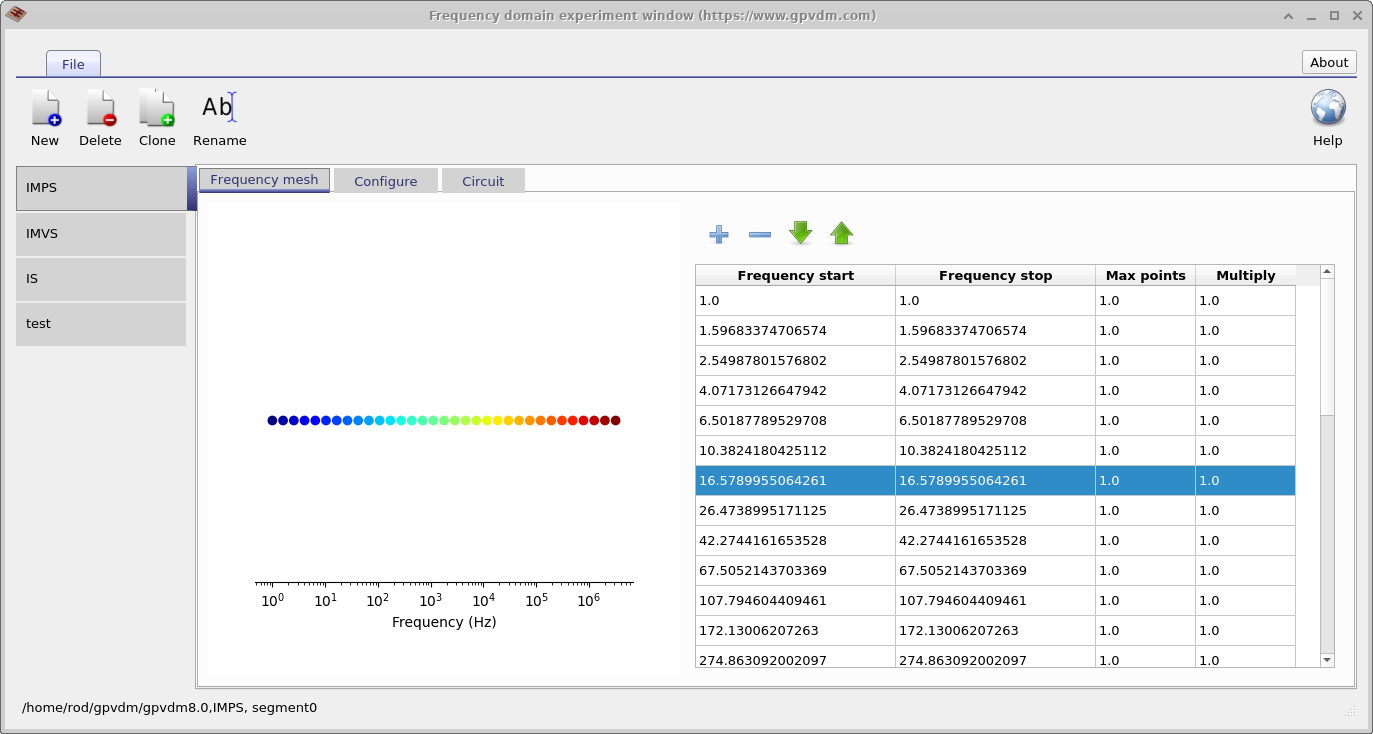 Frequency domain experiment window (https://www.gpvdm.com)
File
About
New Delete Clone Ab Rename Help
IMPS
IMVS
IS
test
Frequency mesh Configure Circuit
10^0 10^1 10^2 10^3 10^4 10^5 10^6
Frequency (Hz)
Frequency start Frequency stop Max points Multiply
1.0 1.0 1.0 1.0
1.59683374706574 1.59683374706574 1.0 1.0
2.54987801576802 2.54987801576802 1.0 1.0
4.07173126647942 4.07173126647942 1.0 1.0
6.50187789529708 6.50187789529708 1.0 1.0
10.3824180425112 10.3824180425112 1.0 1.0
16.5789955064261 16.5789955064261 1.0 1.0
26.4738995171125 26.4738995171125 1.0 1.0
42.2744161653528 42.2744161653528 1.0 1.0
67.5052143703369 67.5052143703369 1.0 1.0
107.794604409461 107.794604409461 1.0 1.0
172.13006207263 172.13006207263 1.0 1.0
274.863092002097 274.863092002097 1.0 1.0
/home/rod/gpvdm/gpvdm8.0,IMPS, segment0